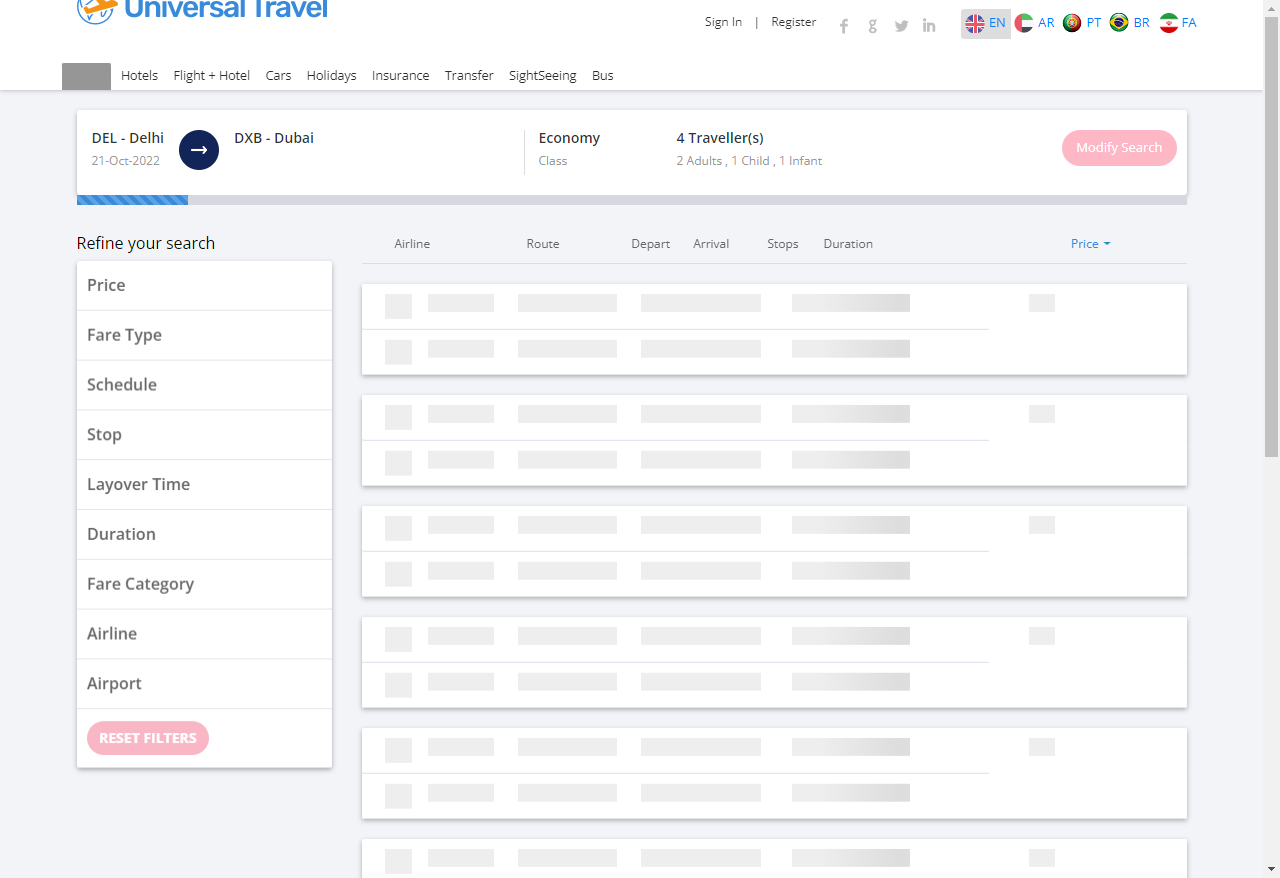 Universal Travel
Sign In | Register
EN AR PT BR FA
Hotels Flight + Hotel Cars Holidays Insurance Transfer SightSeeing Bus
DEL - Delhi → DXB - Dubai Economy 4 Traveller(s) Modify Search
21-Oct-2022 Class 2 Adults , 1 Child , 1 Infant
Refine your search
Airline Route Depart Arrival Stops Duration Price
Price
Fare Type
Schedule
Stop
Layover Time
Duration
Fare Category
Airline
Airport
RESET FILTERS